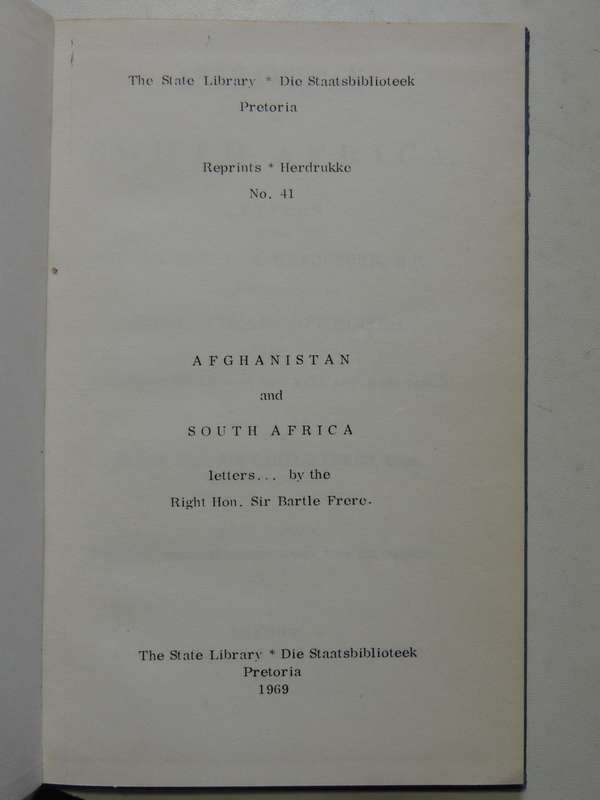 The State Library * Die Staatsbiblioteek
Pretoria
Reprints * Herdrukke
No. 41
AFGHANISTAN
and
SOUTH AFRICA
letters... by the
Right Hon. Sir Bartle Frere.
The State Library * Die Staatsbiblioteek
Pretoria
1969